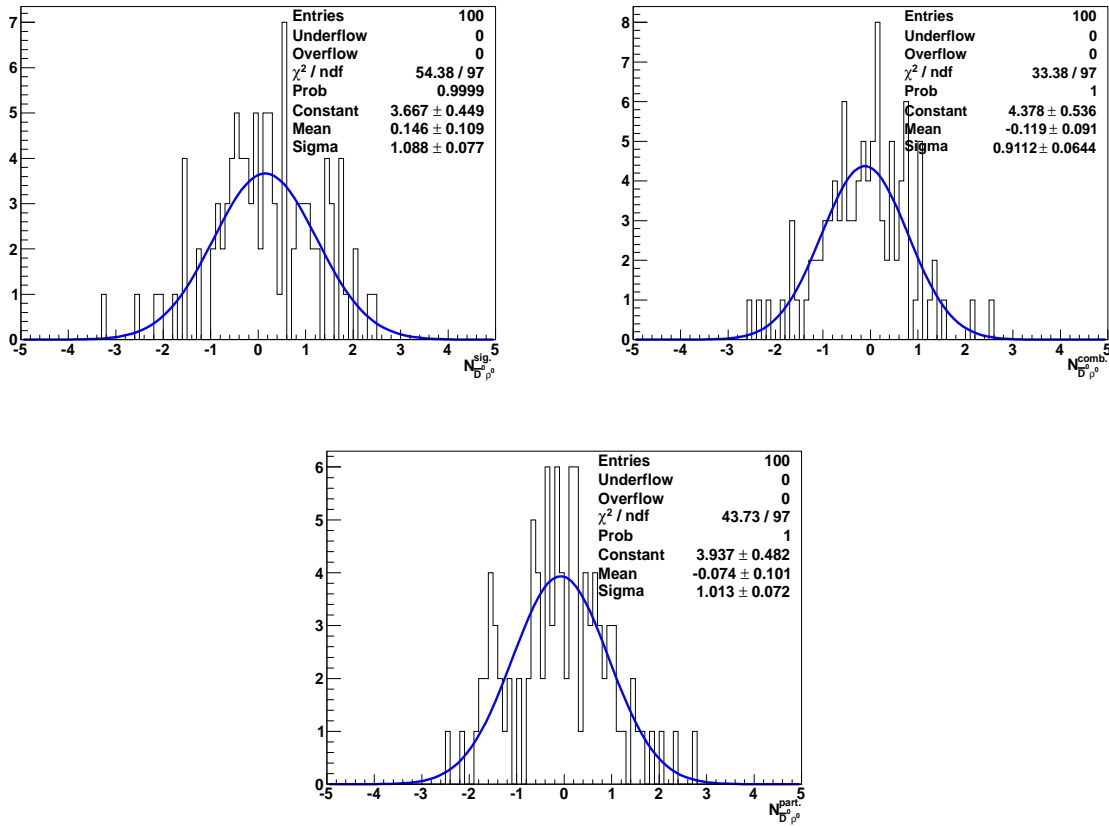 Entries 100
Underflow 0
Overflow 0
χ² / ndf 54.38 / 97
Prob 0.9999
Constant 3.667 ± 0.449
Mean 0.146 ± 0.109
Sigma 1.088 ± 0.077
7
6
5
4
3
2
1
0
-5 -4 -3 -2 -1 0 1 2 3 4 5
N^{sig.}_{D̅⁰ρ⁰}
Entries 100
Underflow 0
Overflow 0
χ² / ndf 33.38 / 97
Prob 1
Constant 4.378 ± 0.536
Mean -0.119 ± 0.091
Sigma 0.9112 ± 0.0644
8
7
6
5
4
3
2
1
0
-5 -4 -3 -2 -1 0 1 2 3 4 5
N^{comb.}_{D̅⁰ρ⁰}
Entries 100
Underflow 0
Overflow 0
χ² / ndf 43.73 / 97
Prob 1
Constant 3.937 ± 0.482
Mean -0.074 ± 0.101
Sigma 1.013 ± 0.072
6
5
4
3
2
1
0
-5 -4 -3 -2 -1 0 1 2 3 4 5
N^{part.}_{D̅⁰ρ⁰}